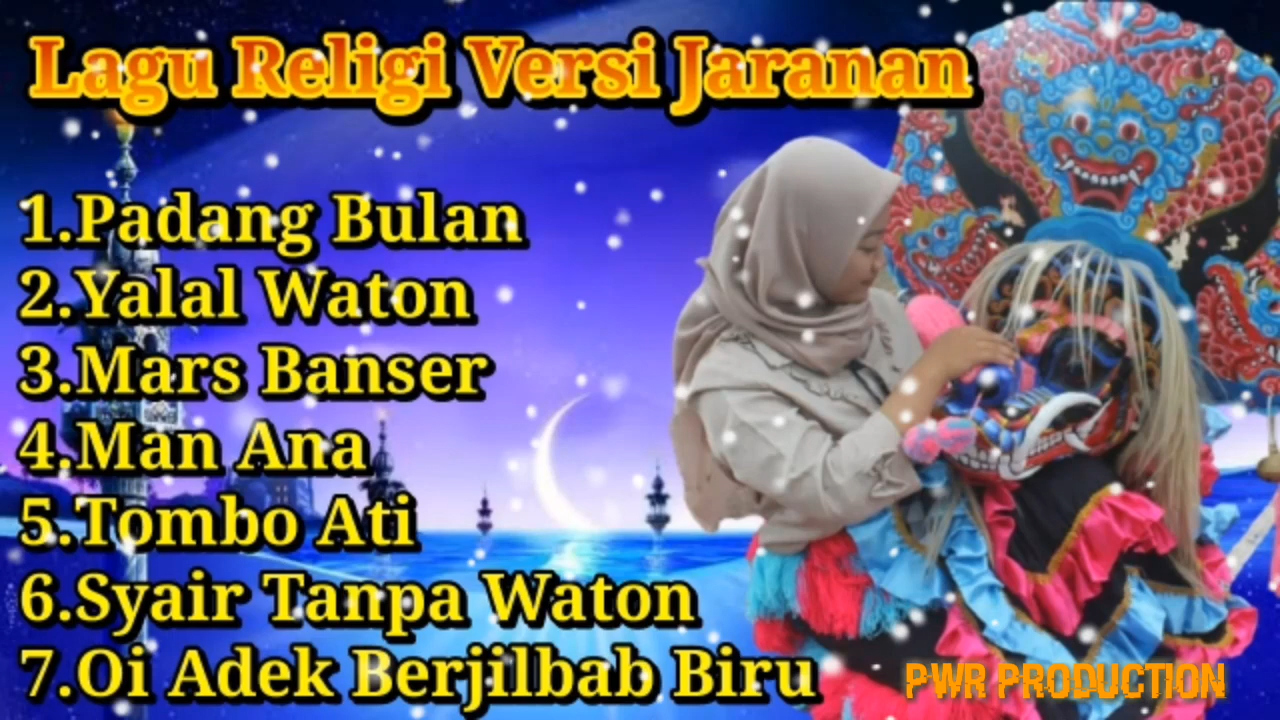 Lagu Religi Versi Jaranan
1.Padang Bulan
2.Yalal Waton
3.Mars Banser
4.Man Ana
5.Tombo Ati
6.Syair Tanpa Waton
7.Oi Adek Berjilbab Biru
PWR PRODUCTION